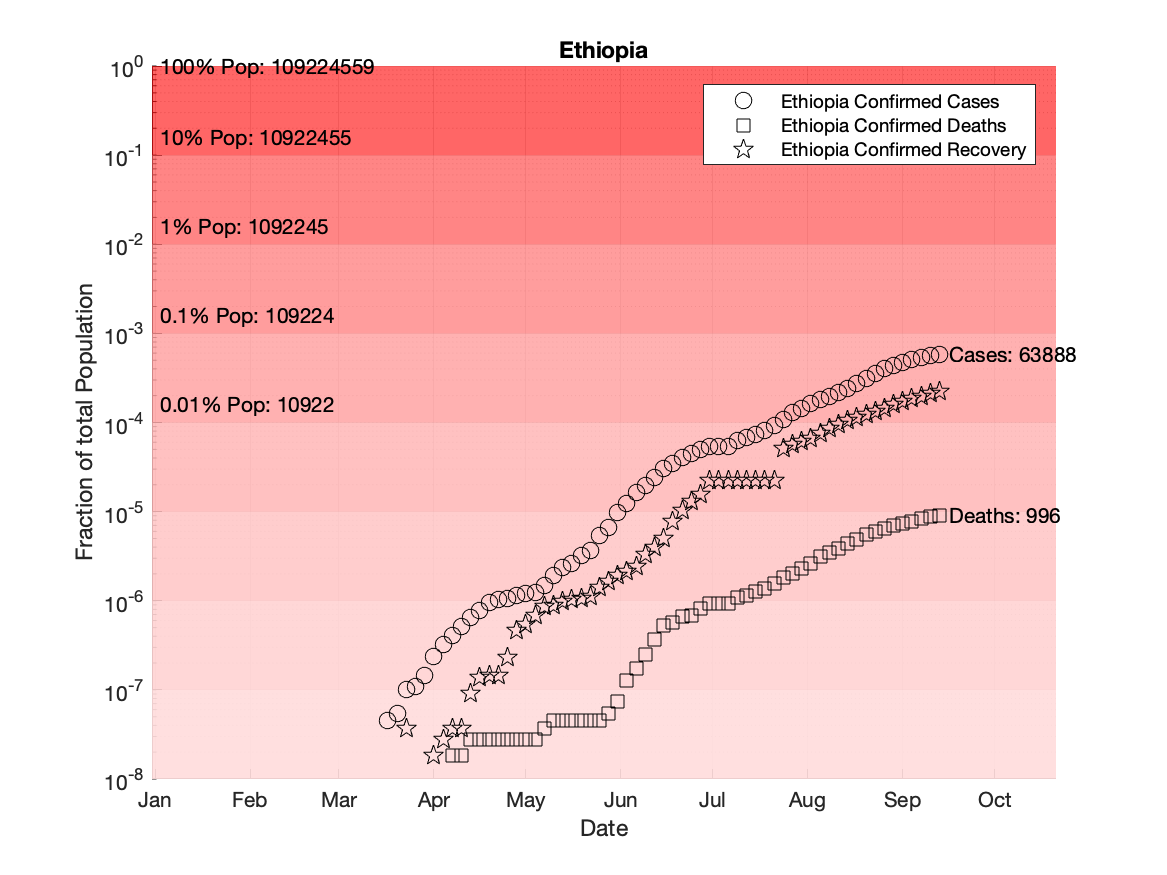 Ethiopia
10^0
100% Pop: 109224559
Ethiopia Confirmed Cases
Ethiopia Confirmed Deaths
Ethiopia Confirmed Recovery
10% Pop: 10922455
10^-1
1% Pop: 1092245
10^-2
0.1% Pop: 109224
10^-3
Cases: 63888
0.01% Pop: 10922
10^-4
10^-5
Deaths: 996
10^-6
10^-7
10^-8
Fraction of total Population
Jan Feb Mar Apr May Jun Jul Aug Sep Oct
Date